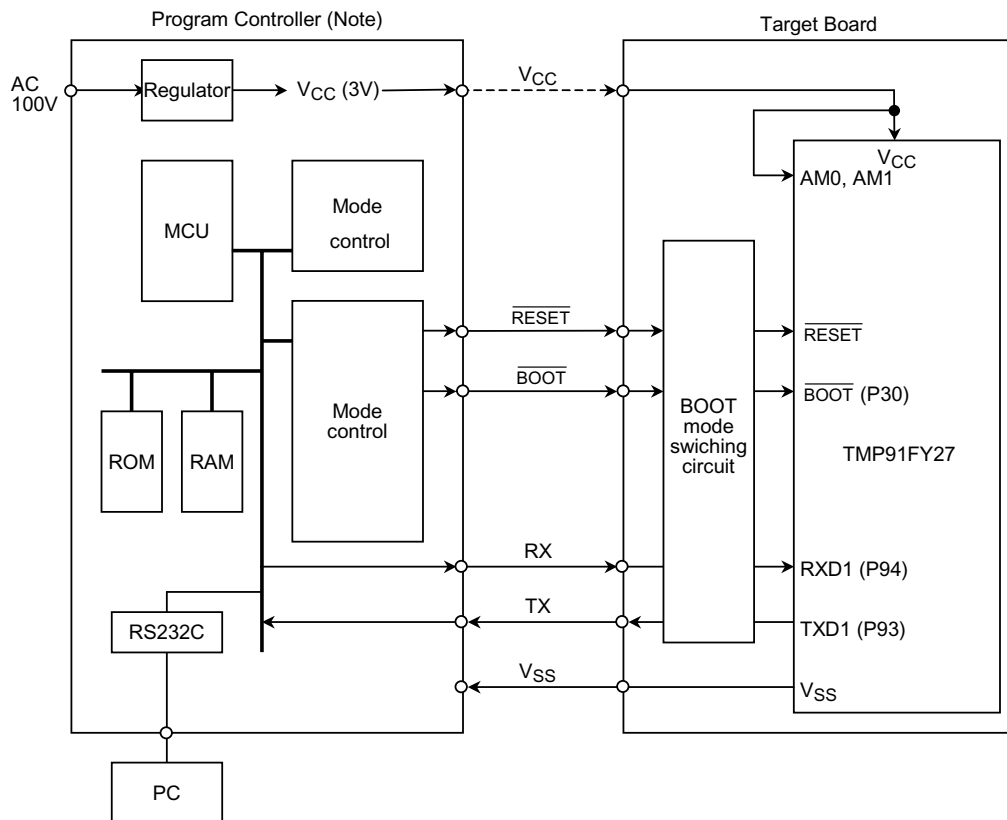 Program Controller (Note)
Target Board
AC
100V
Regulator
VCC (3V)
VCC
VCC
AM0, AM1
MCU
Mode
control
RESET
RESET
BOOT
BOOT (P30)
Mode
control
BOOT
mode
swiching
circuit
TMP91FY27
ROM
RAM
RX
RXD1 (P94)
TX
TXD1 (P93)
RS232C
VSS
VSS
PC